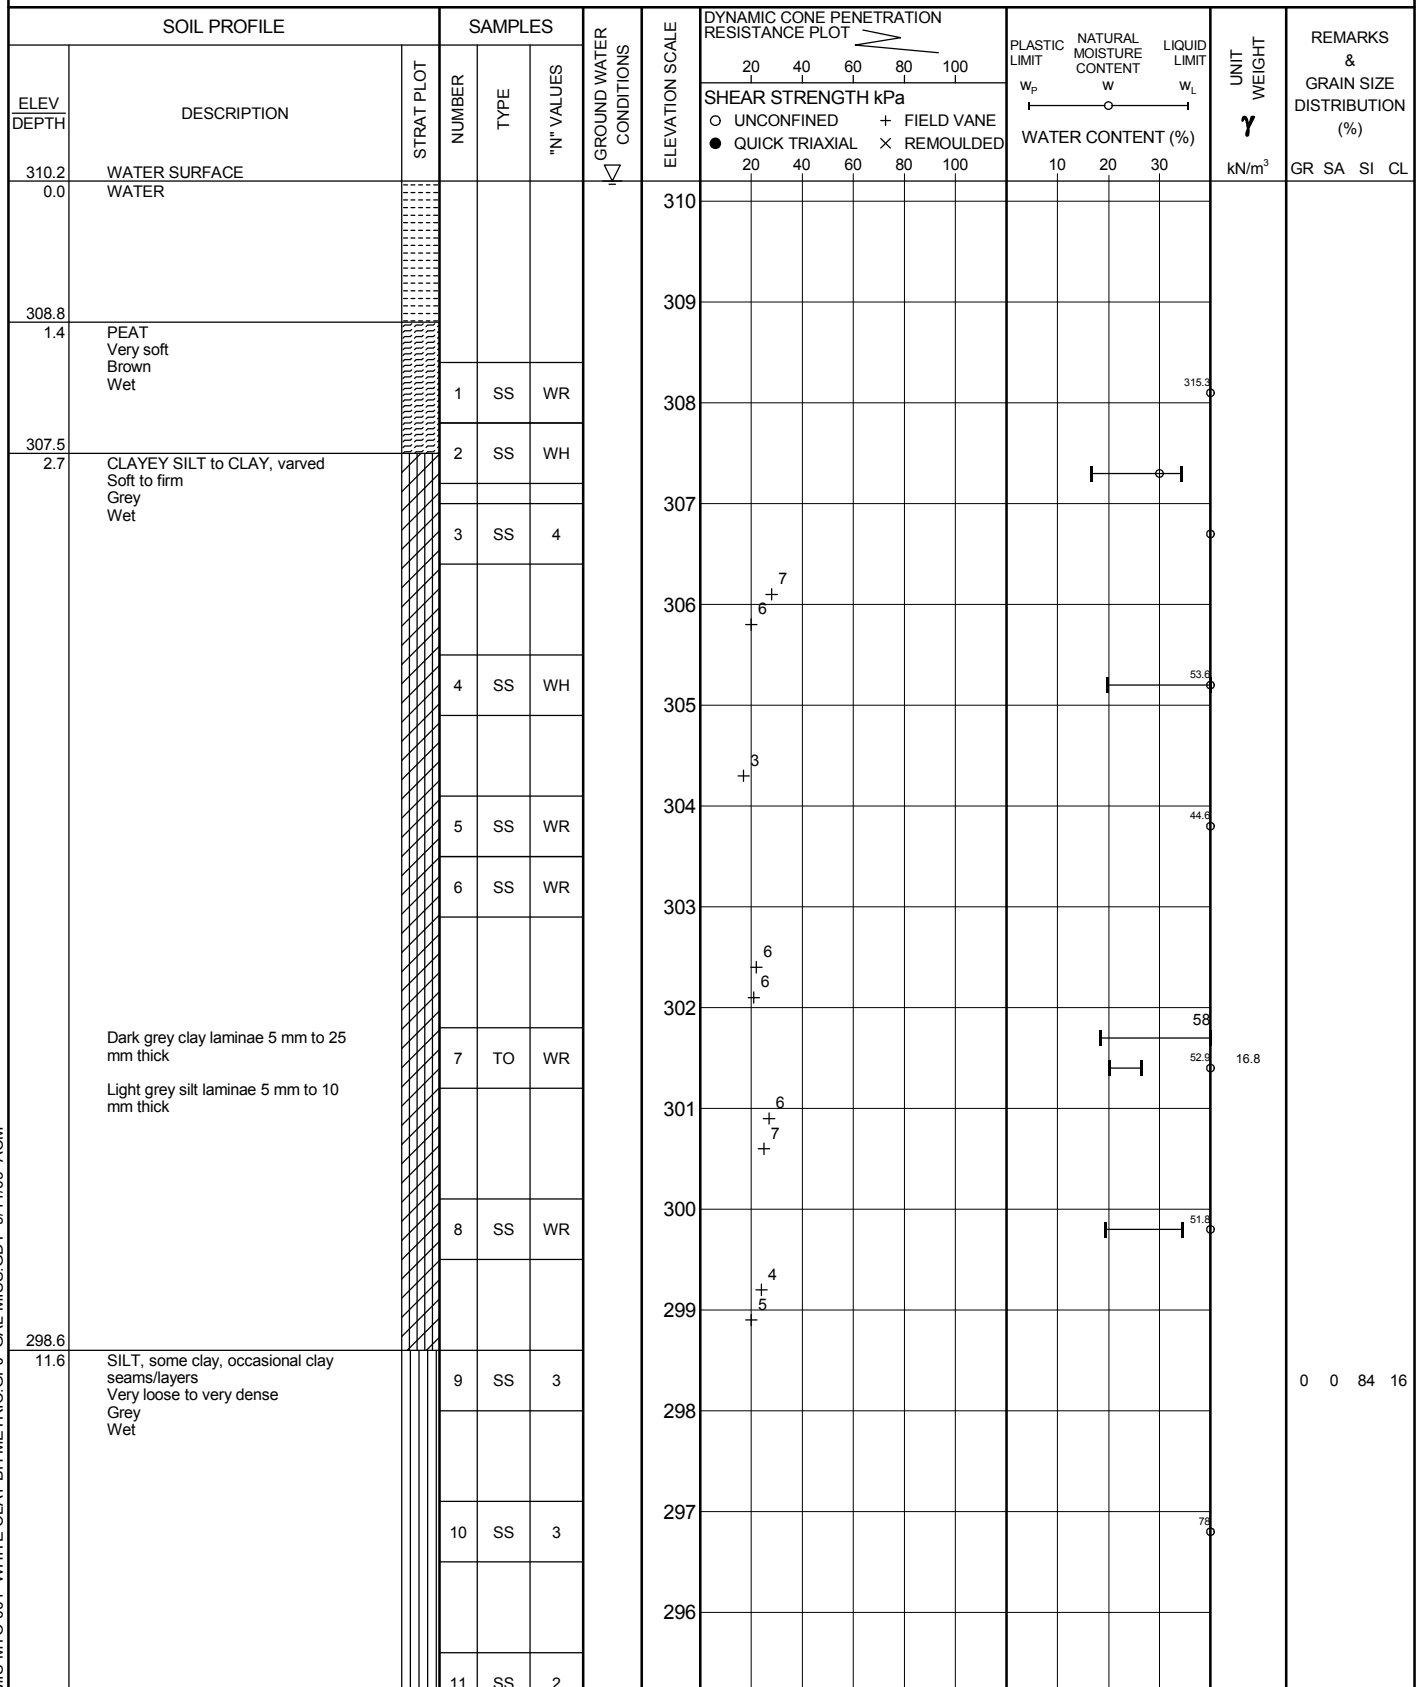 SOIL PROFILE
SAMPLES
GROUND WATER CONDITIONS
ELEVATION SCALE
DYNAMIC CONE PENETRATION
RESISTANCE PLOT
20 40 60 80 100
SHEAR STRENGTH kPa
○ UNCONFINED + FIELD VANE
● QUICK TRIAXIAL × REMOULDED
20 40 60 80 100
PLASTIC LIMIT
NATURAL MOISTURE CONTENT
LIQUID LIMIT
WP W WL
WATER CONTENT (%)
10 20 30
UNIT WEIGHT
γ
kN/m3
REMARKS
&
GRAIN SIZE
DISTRIBUTION
(%)
GR SA SI CL
ELEV
DEPTH
DESCRIPTION
STRAT PLOT
NUMBER
TYPE
"N" VALUES
310.2 WATER SURFACE
0.0 WATER
310
309
308.8
1.4 PEAT
Very soft
Brown
Wet
1 SS WR
315.3
308
307.5
2 SS WH
2.7 CLAYEY SILT to CLAY, varved
Soft to firm
Grey
Wet
307
3 SS 4
7
306
6
4 SS WH
53.6
305
3
304
5 SS WR
44.6
6 SS WR
303
6
6
302
58
Dark grey clay laminae 5 mm to 25
mm thick
7 TO WR
52.9
16.8
Light grey silt laminae 5 mm to 10
mm thick
301
6
7
300
8 SS WR
51.8
4
5
299
298.6
11.6 SILT, some clay, occasional clay
seams/layers
Very loose to very dense
Grey
Wet
9 SS 3
0 0 84 16
298
297
10 SS 3
78
296
11 SS 2